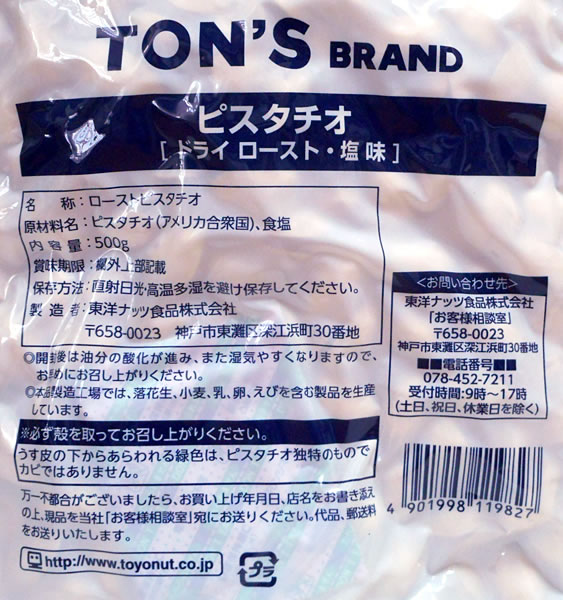 TON'S BRAND
ピスタチオ
[ ドライ ロースト・塩味 ]
名　称：ローストピスタチオ
原材料名：ピスタチオ(アメリカ合衆国)、食塩
内容量：500g
賞味期限：欄外上部記載
保存方法：直射日光・高温多湿を避け保存してください。
製造者：東洋ナッツ食品株式会社
〒658-0023　神戸市東灘区深江浜町30番地
◎開封後は油分の酸化が進み、また湿気やすくなりますので、
お早めにお召し上がりください。
◎本品製造工場では、落花生、小麦、乳、卵、えびを含む製品を生産
しています。
※必ず殻を取ってお召し上がりください。
うす皮の下からあらわれる緑色は、ピスタチオ独特のもので
カビではありません。
万一不都合がございましたら、お買い上げ年月日、店名をお書き添え
の上、現品を当社「お客様相談室」宛にお送りください。代品、郵送料
をお送りいたします。
http://www.toyonut.co.jp
プラ
＜お問い合わせ先＞
東洋ナッツ食品株式会社
「お客様相談室」
〒658-0023
神戸市東灘区深江浜町30番地
■■電話番号■■
078-452-7211
受付時間:9時～17時
(土日、祝日、休業日を除く)
4 901998 119827